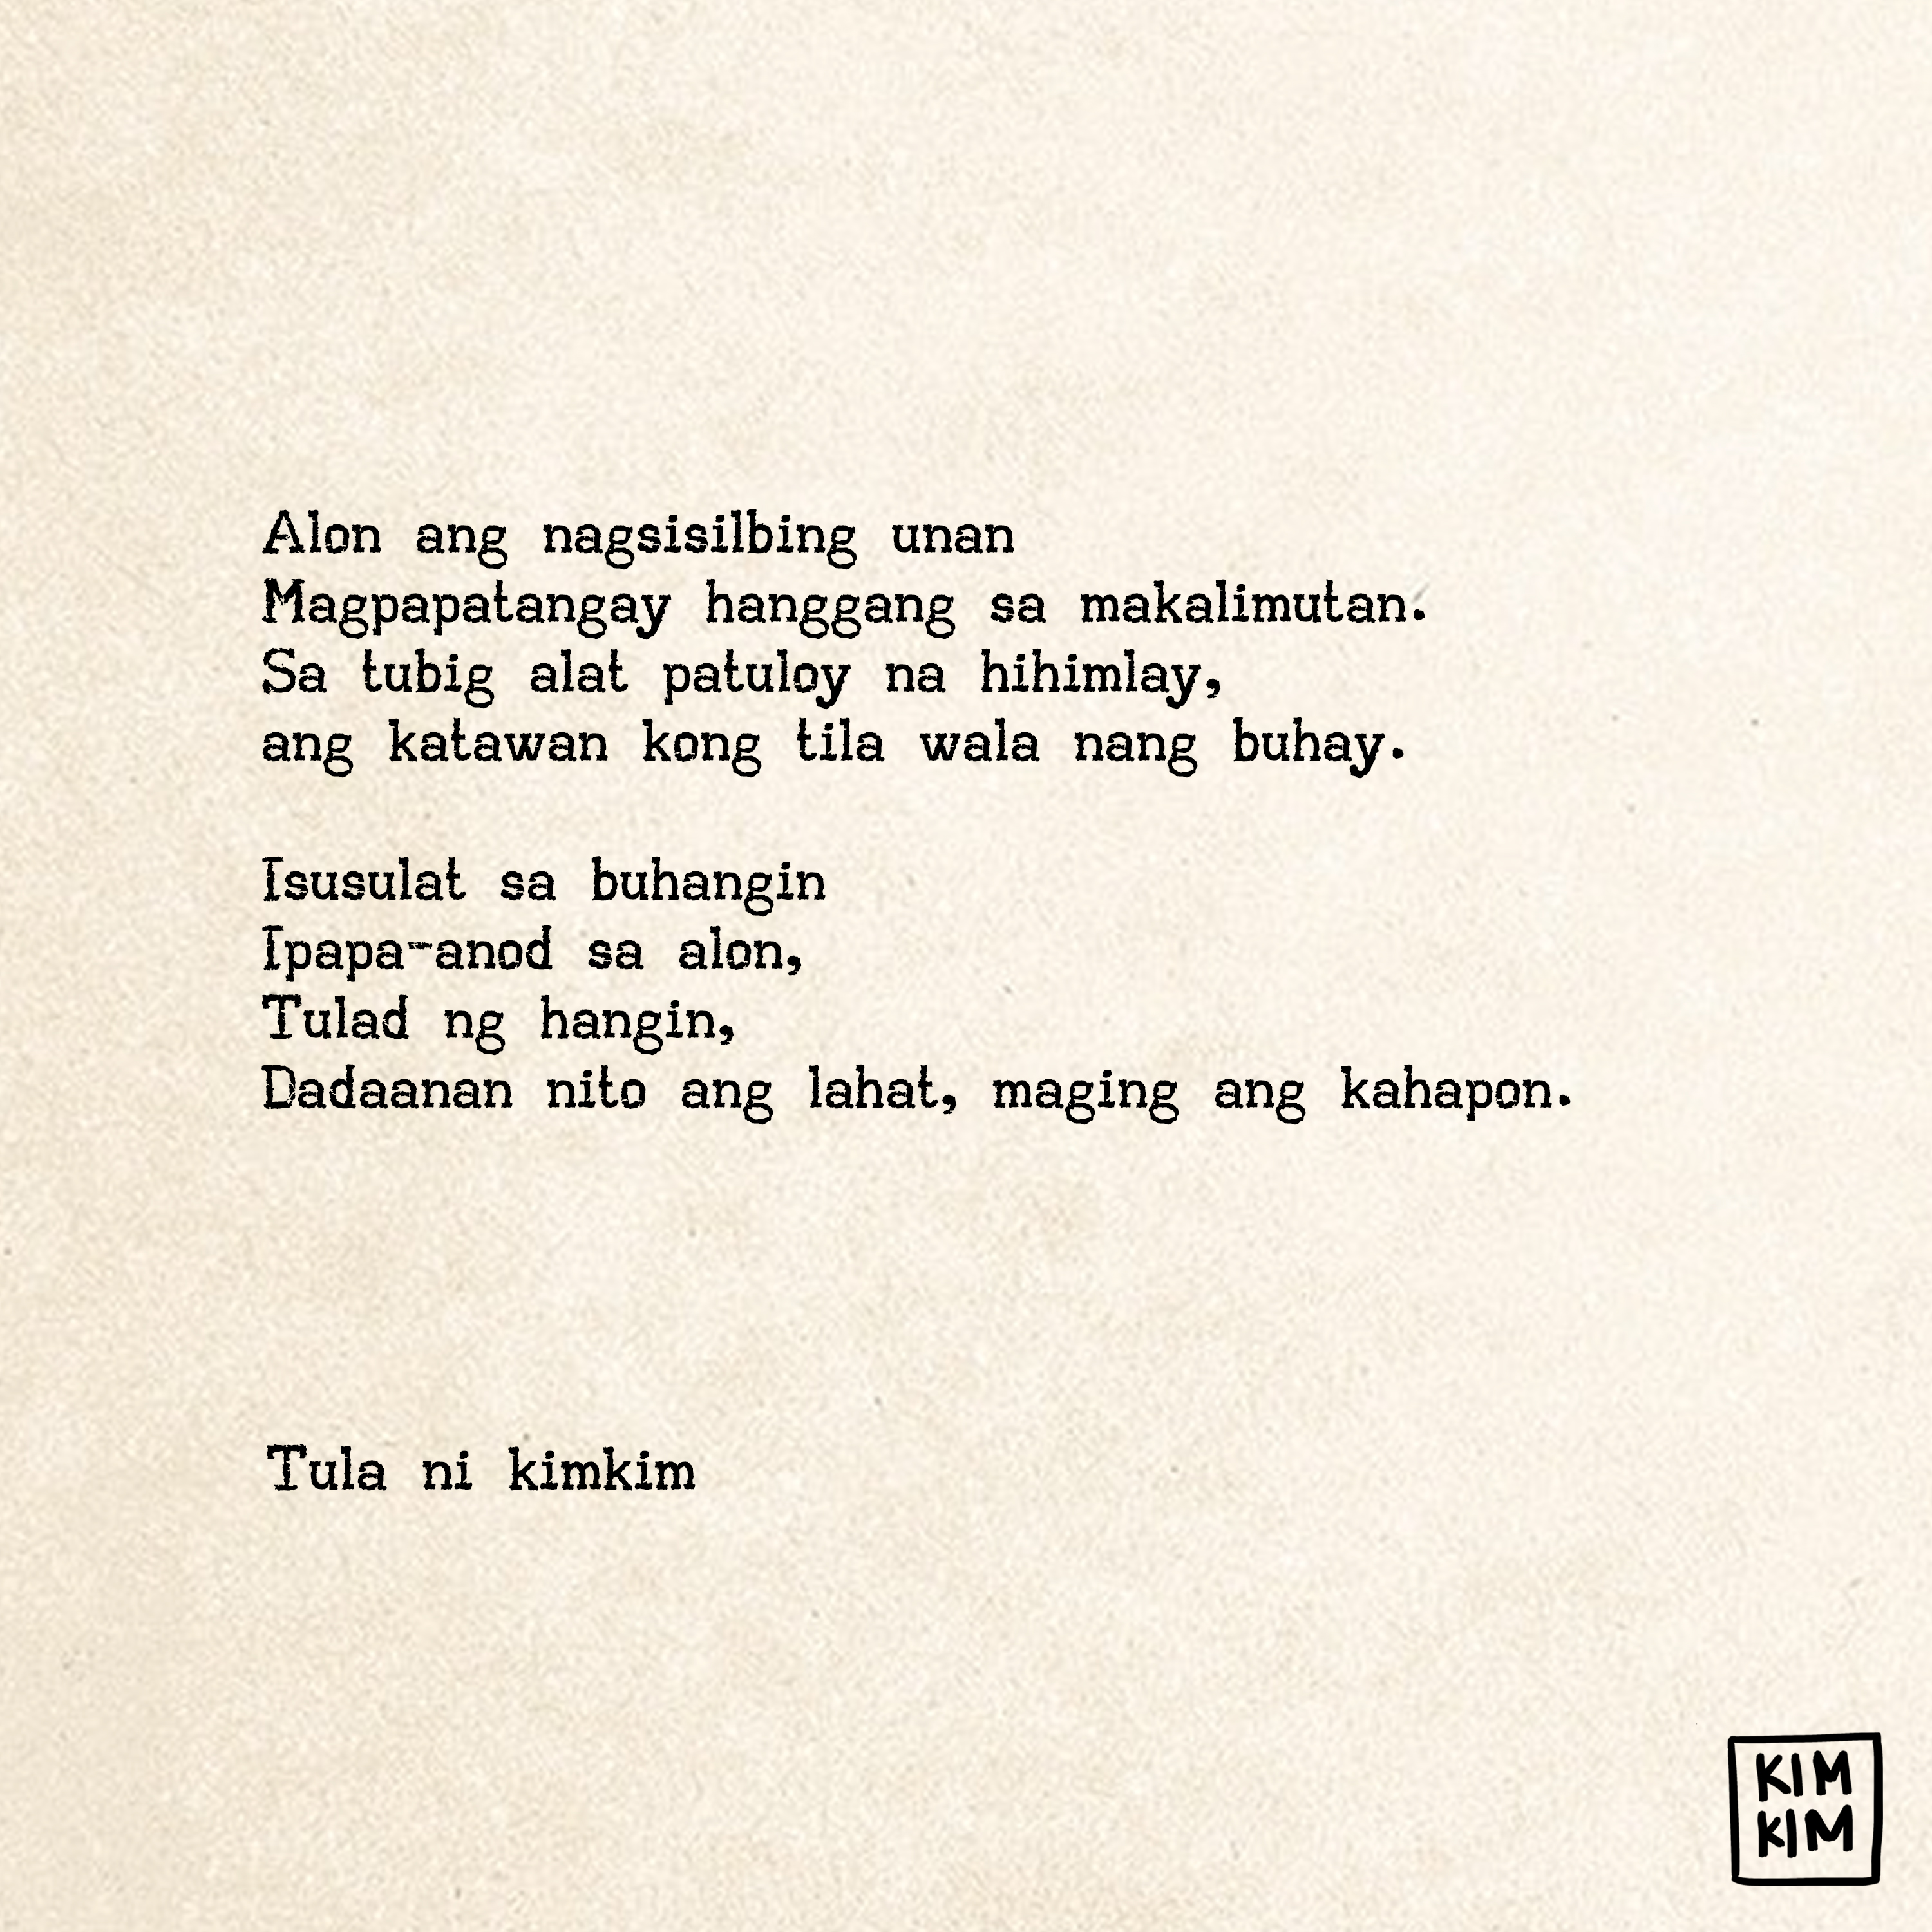 Alon ang nagsisilbing unan
Magpapatangay hanggang sa makalimutan.
Sa tubig alat patuloy na hihimlay,
ang katawan kong tila wala nang buhay.
Isusulat sa buhangin
Ipapa-anod sa alon,
Tulad ng hangin,
Dadaanan nito ang lahat, maging ang kahapon.
Tula ni kimkim
KIM
KIM